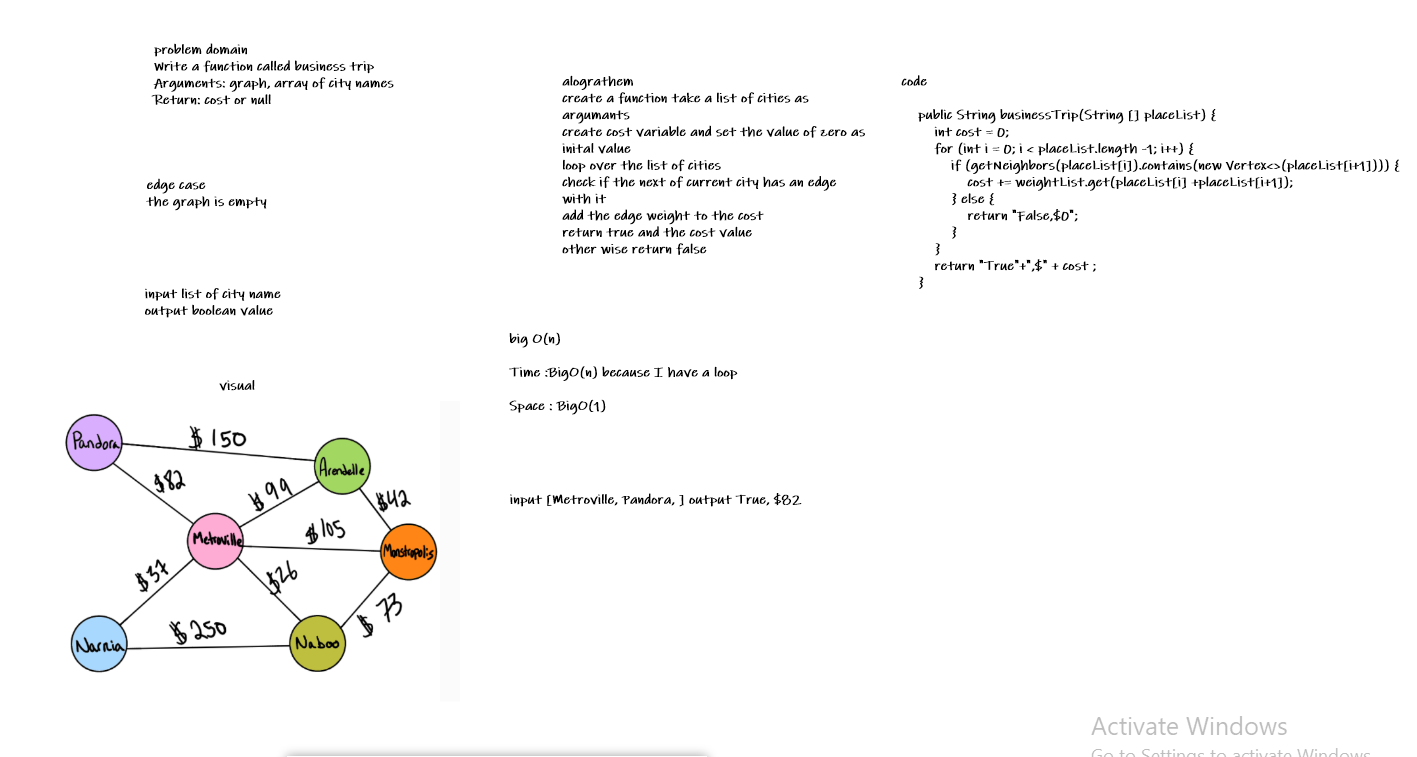 problem domain
Write a function called business trip
Arguments: graph, array of city names
Return: cost or null
edge case
the graph is empty
input list of city name
output boolean value
visual
Pandora
$150
Arendelle
$82
$99
$42
Metroville
$105
Monstropolis
$37
$26
$73
Narnia
$250
Naboo
alograthem
create a function take a list of cities as
argumants
create cost variable and set the value of zero as
inital value
loop over the list of cities
check if the next of current city has an edge
with it
add the edge weight to the cost
return true and the cost value
other wise return false
big O(n)
Time :BigO(n) because I have a loop
Space : BigO(1)
input [Metroville, Pandora, ] output True, $82
code
public String businessTrip(String [] placeList) {
int cost = 0;
for (int i = 0; i < placeList.length -1; i++) {
if (getNeighbors(placeList[i]).contains(new Vertex<>(placeList[i+1]))) {
cost += weightList.get(placeList[i] +placeList[i+1]);
} else {
return "False,$0";
}
}
return "True"+",$" + cost ;
}
Activate Windows
Go to Settings to activate Windows.